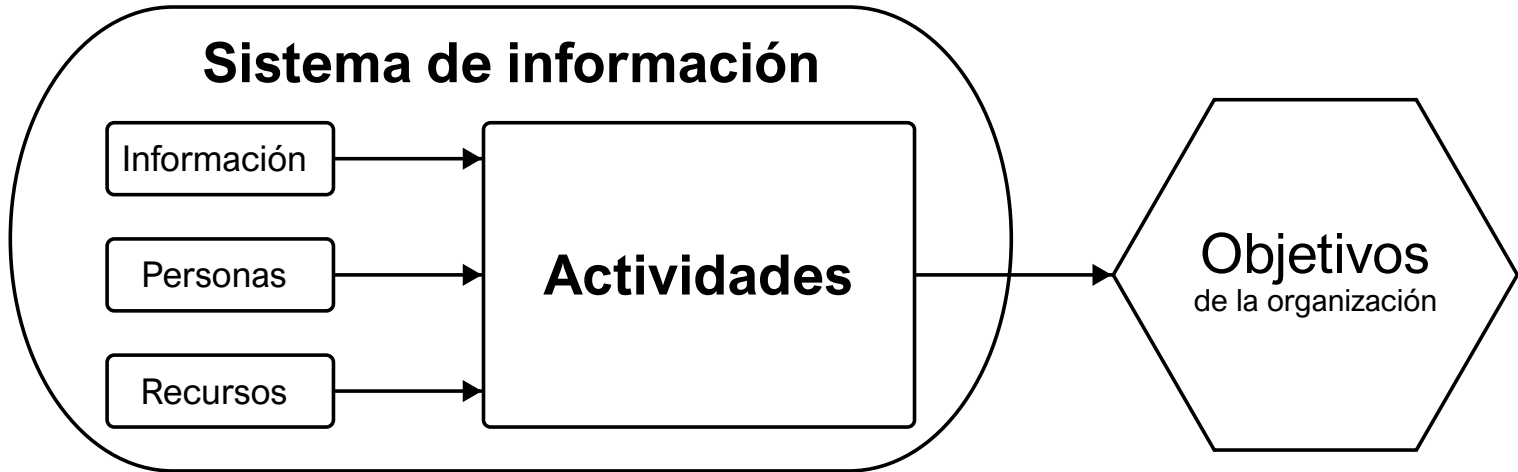 Sistema de información
Información
Personas
Recursos
Actividades
Objetivos
de la organización